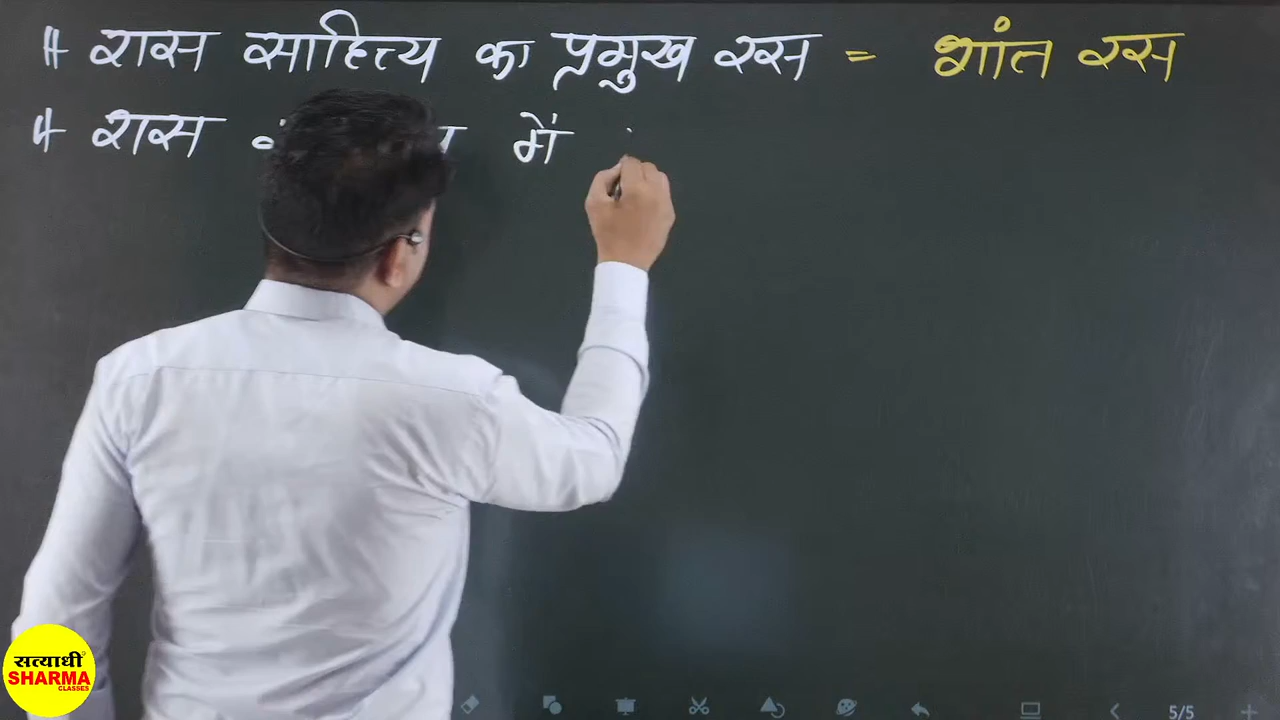 # रास साहित्य का प्रमुख रस = शांत रस
# रास में
सत्याधी
SHARMA
CLASSES
5/5